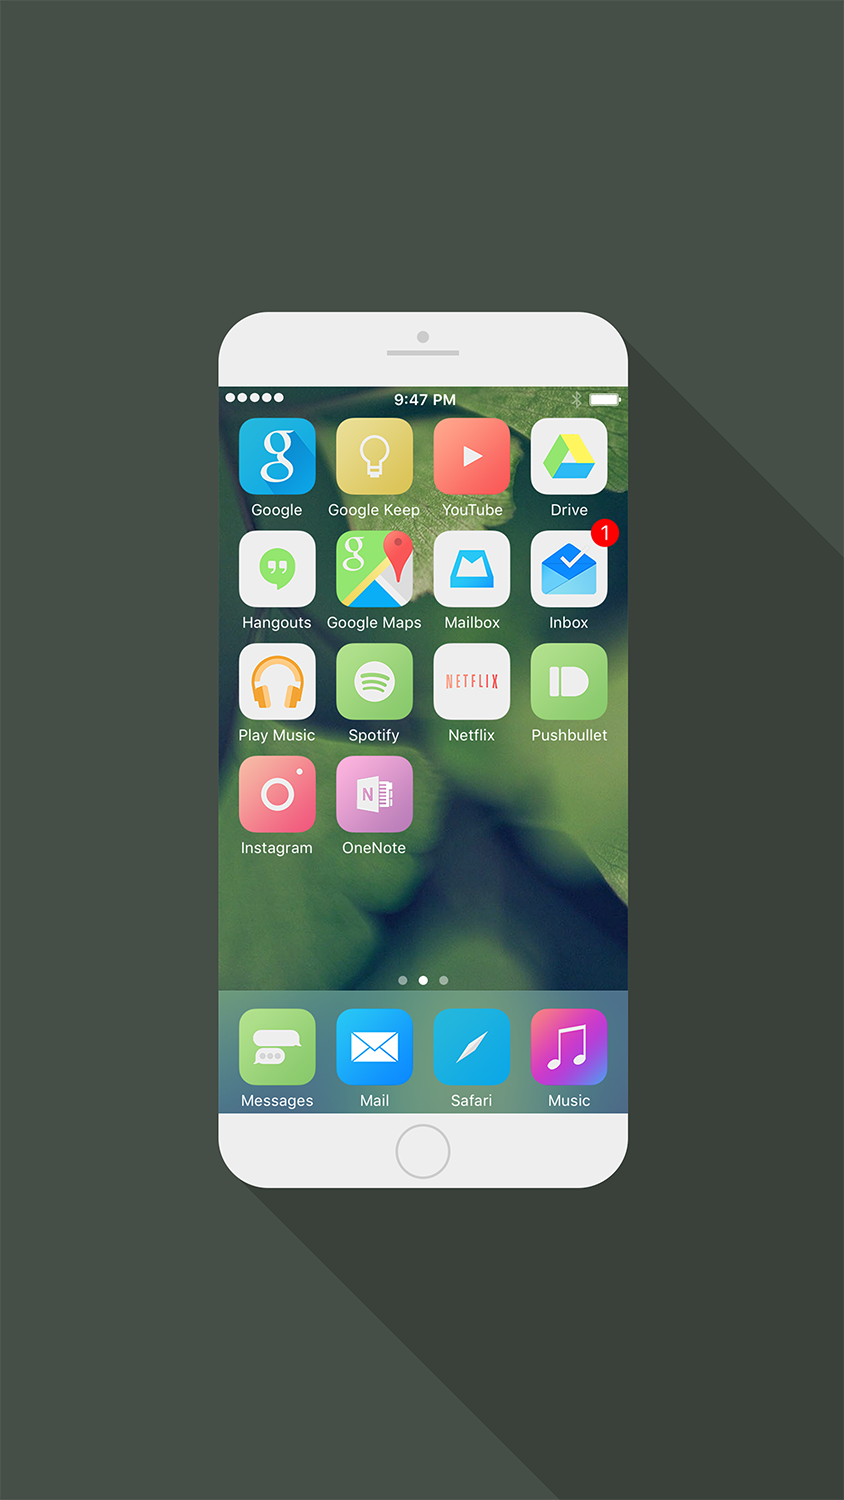 9:47 PM
g
Google Google Keep YouTube Drive
g 1
Hangouts Google Maps Mailbox Inbox
NETFLIX
Play Music Spotify Netflix Pushbullet
N
Instagram OneNote
Messages Mail Safari Music